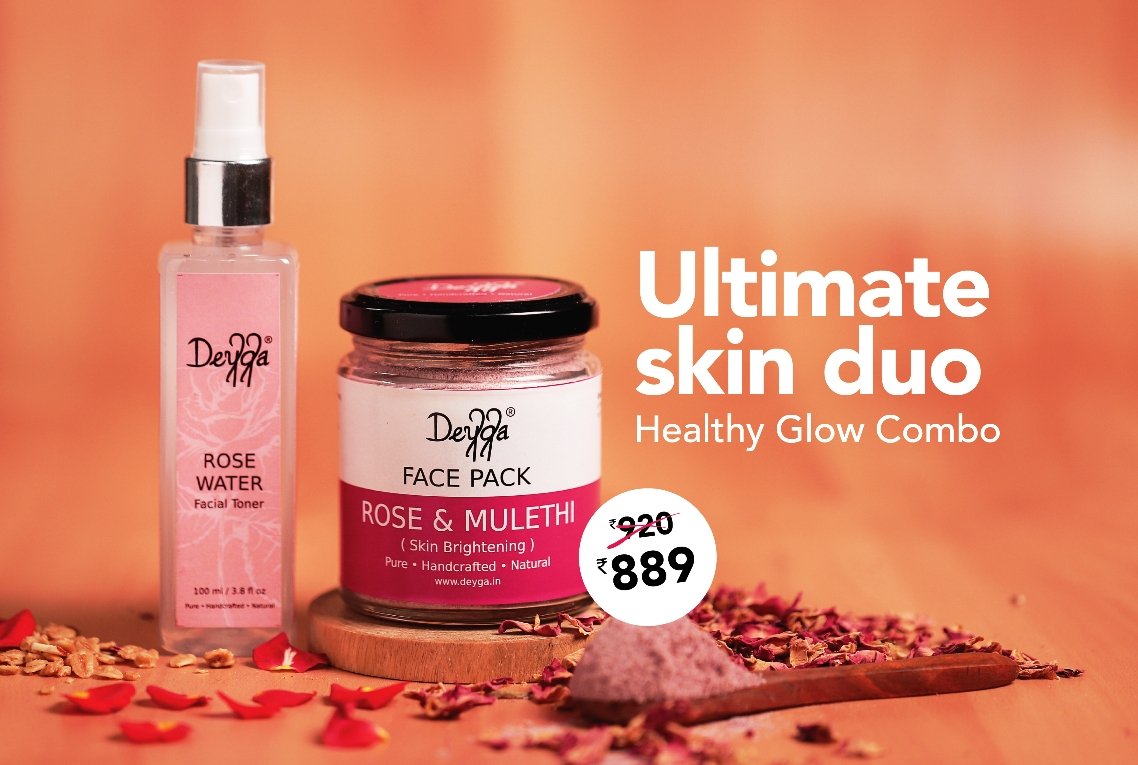 Deyga®
ROSE
WATER
Facial Toner
100 ml / 3.8 fl oz
Pure • Handcrafted • Natural
Deyga
Pure • Handcrafted • Natural
Deyga®
FACE PACK
ROSE & MULETHI
( Skin Brightening )
Pure • Handcrafted • Natural
www.deyga.in
Ultimate
skin duo
Healthy Glow Combo
₹920
₹889